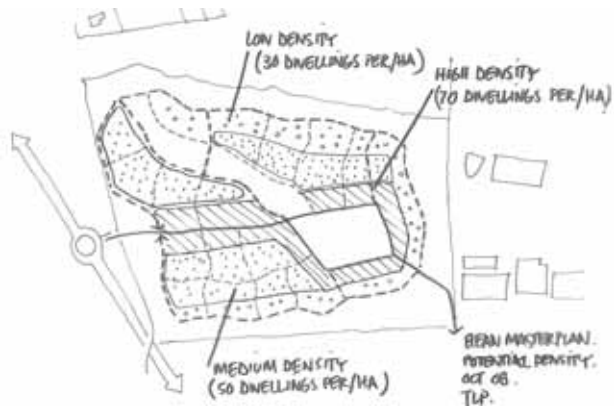 LOW DENSITY
(30 DWELLINGS PER/HA)
HIGH DENSITY
(70 DWELLINGS PER/HA)
MEDIUM DENSITY
(50 DWELLINGS PER/HA)
BEAN MASTERPLAN.
POTENTIAL DENSITY.
OCT 08.
TLP.